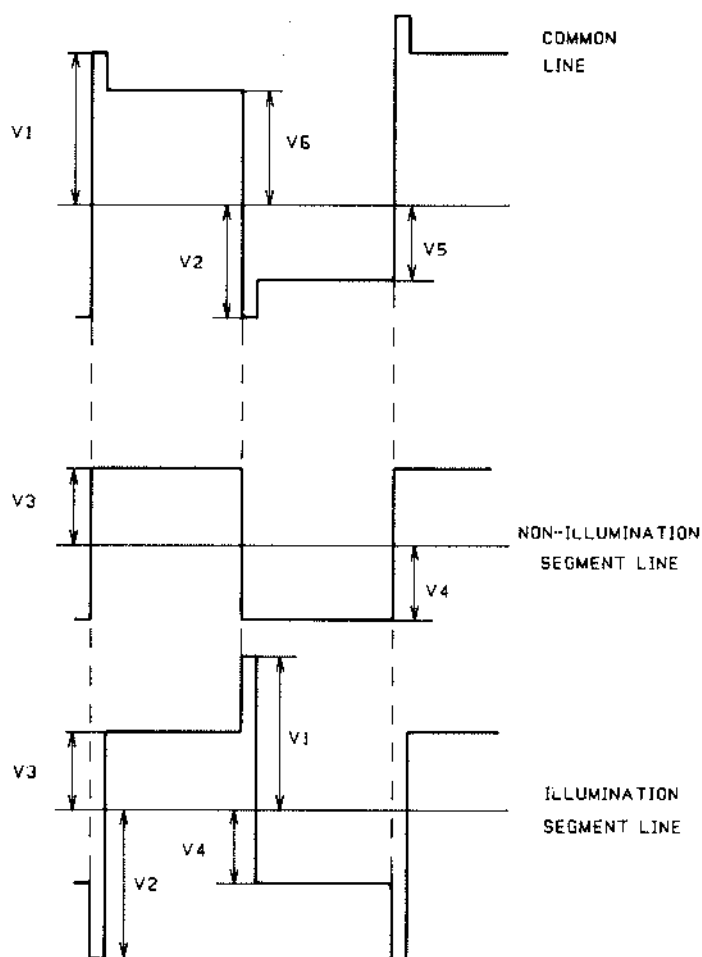 COMMON
LINE
V1
V6
V5
V2
V3
NON-ILLUMINATION
SEGMENT LINE
V4
V1
V3
ILLUMINATION
SEGMENT LINE
V4
V2